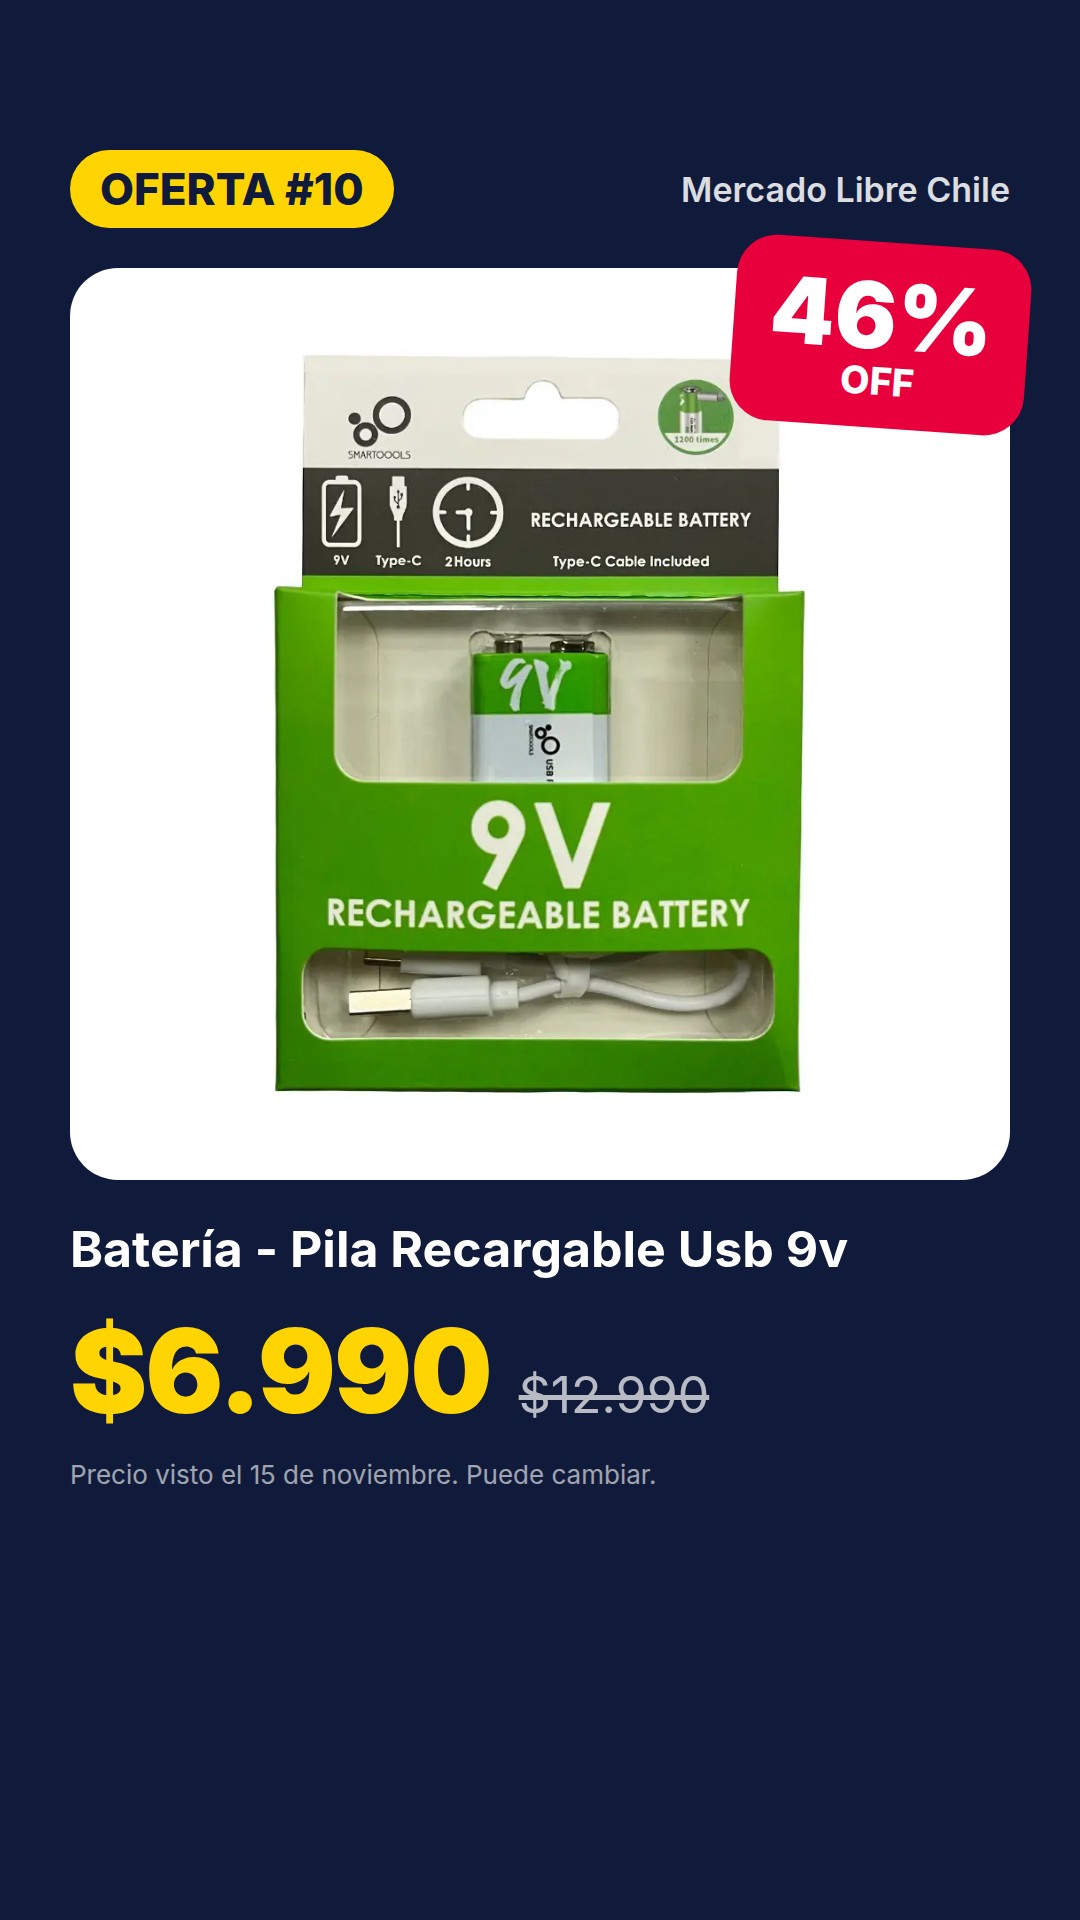 OFERTA #10
Mercado Libre Chile
46%
OFF
SMARTOOOLS
1200 times
RECHARGEABLE BATTERY
9V
Type-C
2Hours
Type-C Cable Included
9V
USB
9V
RECHARGEABLE BATTERY
Batería - Pila Recargable Usb 9v
$6.990
$12.990
Precio visto el 15 de noviembre. Puede cambiar.